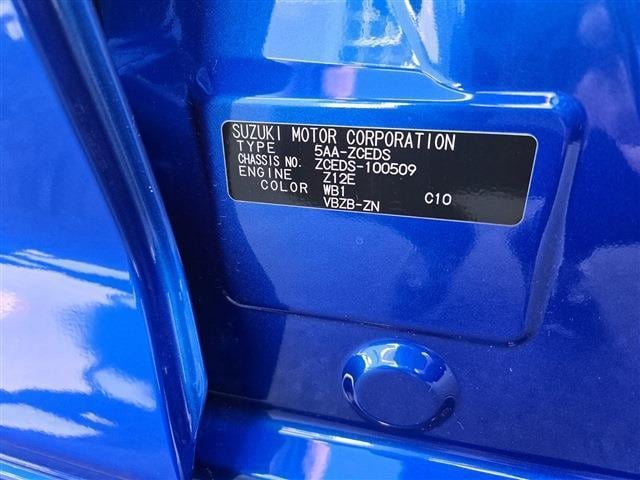 SUZUKI MOTOR CORPORATION
TYPE 5AA-ZCEDS
CHASSIS NO. ZCEDS-100509
ENGINE Z12E
COLOR WB1 C10
VBZB-ZN